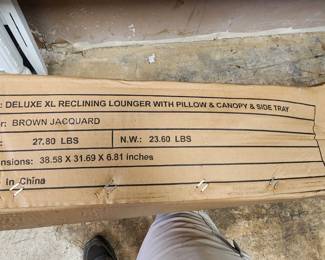 : DELUXE XL RECLINING LOUNGER WITH PILLOW & CANOPY & SIDE TRAY
r: BROWN JACQUARD
: 27.80 LBS N.W.: 23.60 LBS
nsions: 38.58 X 31.69 X 6.81 inches
In China